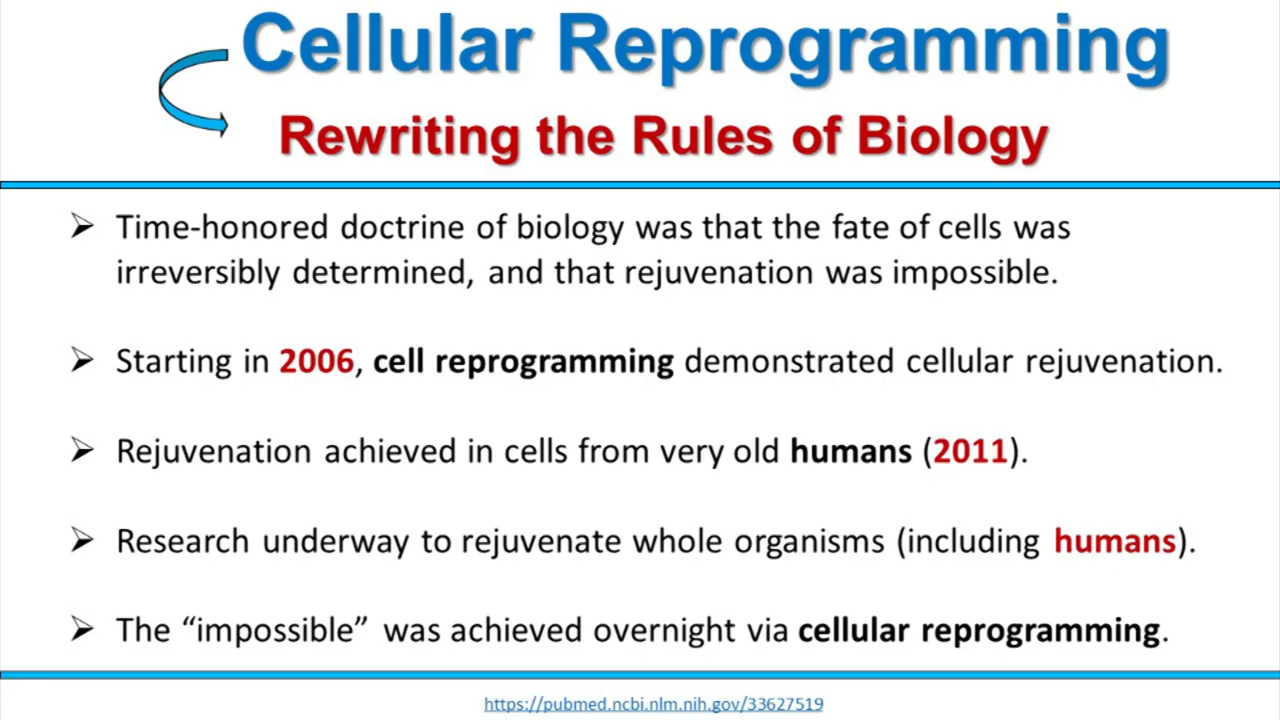 Cellular Reprogramming
Rewriting the Rules of Biology
➢ Time-honored doctrine of biology was that the fate of cells was
irreversibly determined, and that rejuvenation was impossible.
➢ Starting in 2006, cell reprogramming demonstrated cellular rejuvenation.
➢ Rejuvenation achieved in cells from very old humans (2011).
➢ Research underway to rejuvenate whole organisms (including humans).
➢ The “impossible” was achieved overnight via cellular reprogramming.
https://pubmed.ncbi.nlm.nih.gov/33627519